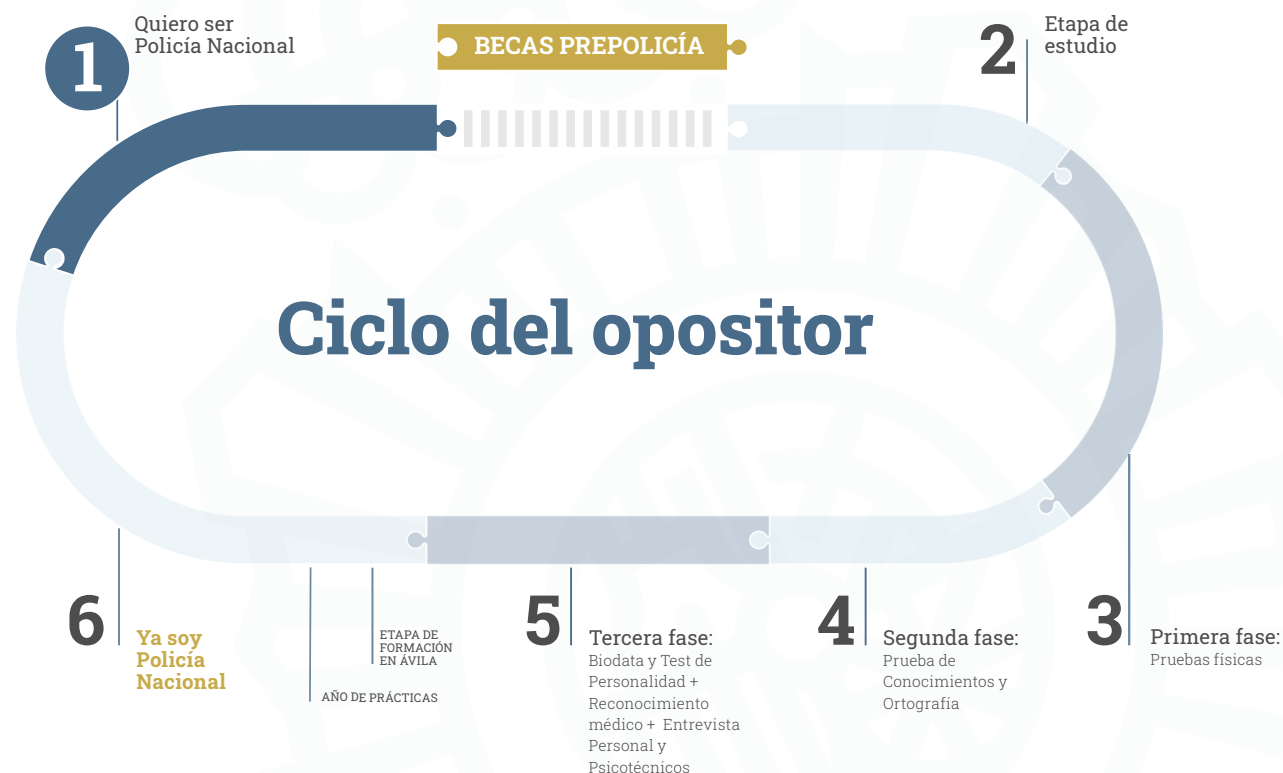 1
Quiero ser
Policía Nacional
BECAS PREPOLICÍA
2
Etapa de
estudio
Ciclo del opositor
6
Ya soy
Policía
Nacional
ETAPA DE
FORMACIÓN
EN ÁVILA
AÑO DE PRÁCTICAS
5
Tercera fase:
Biodata y Test de
Personalidad +
Reconocimiento
médico + Entrevista
Personal y
Psicotécnicos
4
Segunda fase:
Prueba de
Conocimientos y
Ortografía
3
Primera fase:
Pruebas físicas